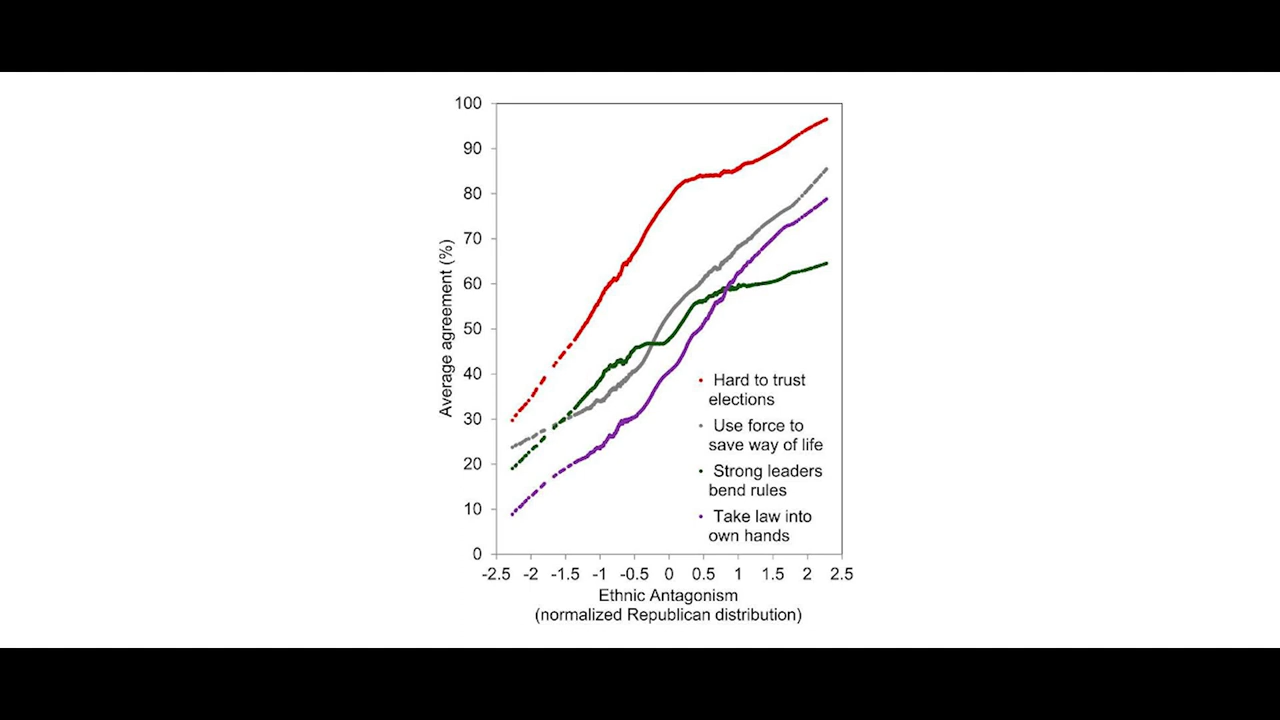 100
90
80
70
60
50
40
30
20
10
0
Average agreement (%)
Hard to trust
elections
Use force to
save way of life
Strong leaders
bend rules
Take law into
own hands
-2.5 -2 -1.5 -1 -0.5 0 0.5 1 1.5 2 2.5
Ethnic Antagonism
(normalized Republican distribution)